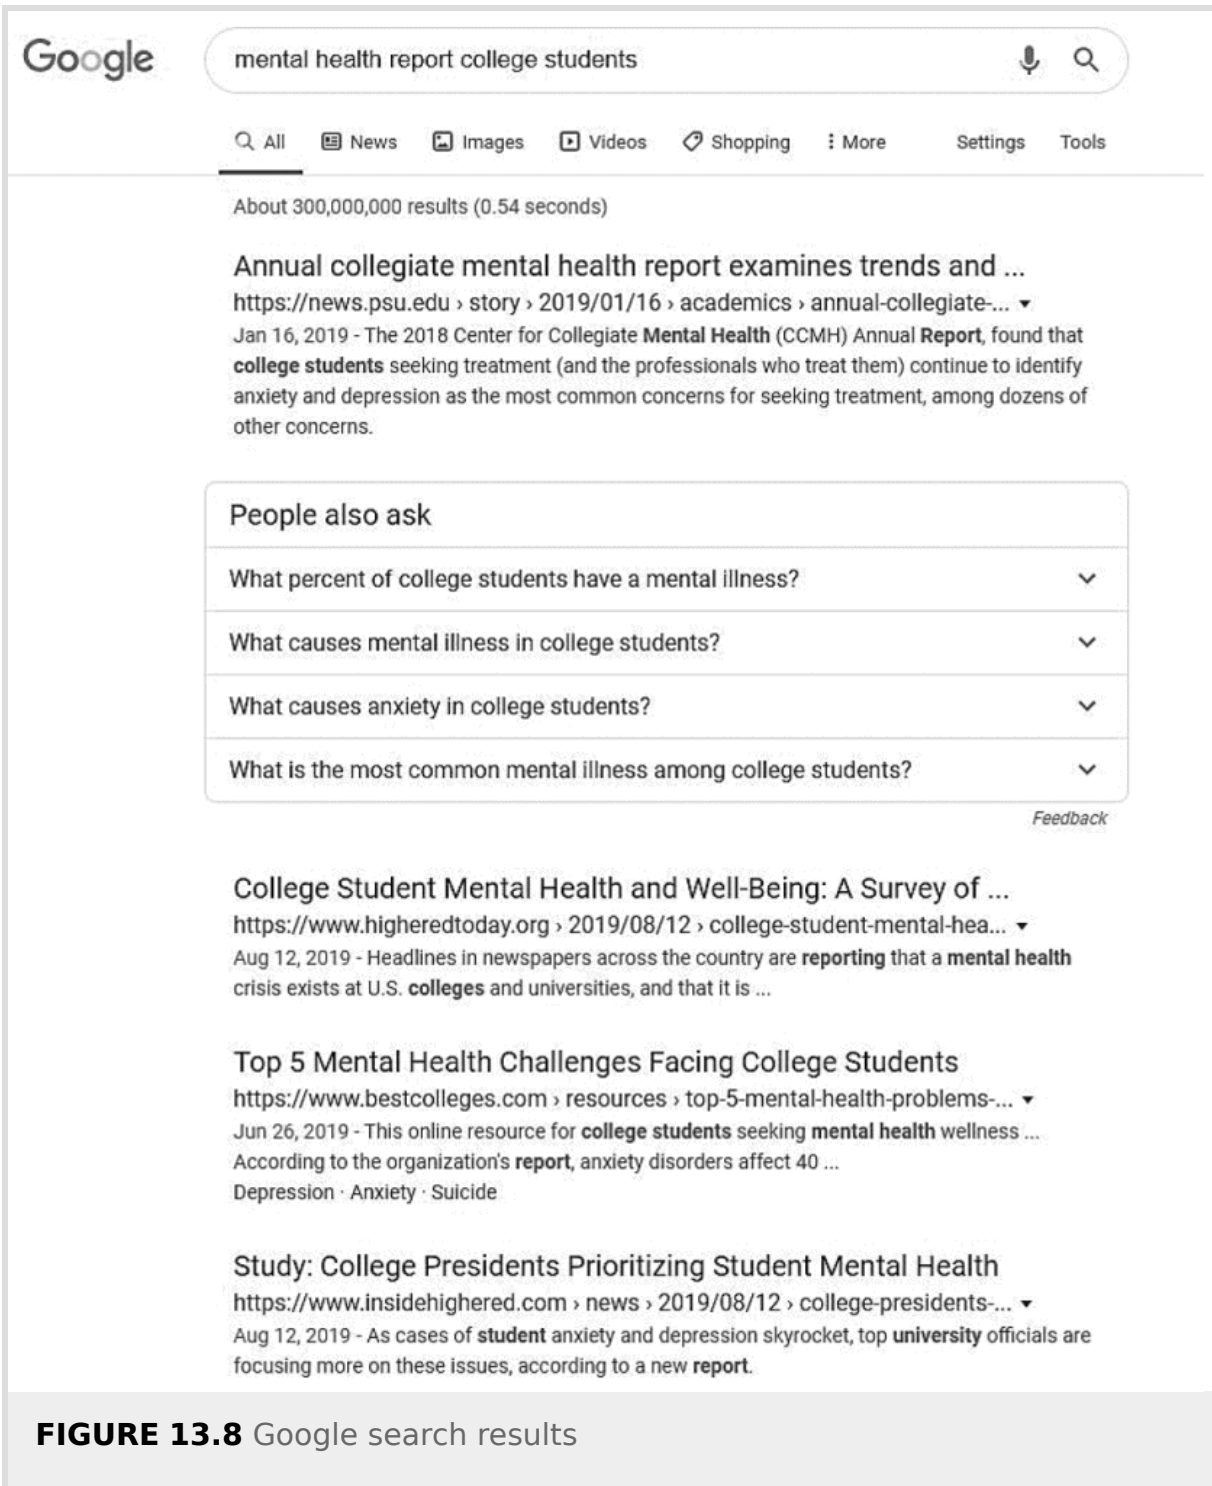 Google
mental health report college students
All News Images Videos Shopping More Settings Tools
About 300,000,000 results (0.54 seconds)
Annual collegiate mental health report examines trends and ...
https://news.psu.edu › story › 2019/01/16 › academics › annual-collegiate-...
Jan 16, 2019 - The 2018 Center for Collegiate Mental Health (CCMH) Annual Report, found that
college students seeking treatment (and the professionals who treat them) continue to identify
anxiety and depression as the most common concerns for seeking treatment, among dozens of
other concerns.
People also ask
What percent of college students have a mental illness?
What causes mental illness in college students?
What causes anxiety in college students?
What is the most common mental illness among college students?
Feedback
College Student Mental Health and Well-Being: A Survey of ...
https://www.higheredtoday.org › 2019/08/12 › college-student-mental-hea...
Aug 12, 2019 - Headlines in newspapers across the country are reporting that a mental health
crisis exists at U.S. colleges and universities, and that it is ...
Top 5 Mental Health Challenges Facing College Students
https://www.bestcolleges.com › resources › top-5-mental-health-problems-...
Jun 26, 2019 - This online resource for college students seeking mental health wellness ...
According to the organization's report, anxiety disorders affect 40 ...
Depression · Anxiety · Suicide
Study: College Presidents Prioritizing Student Mental Health
https://www.insidehighered.com › news › 2019/08/12 › college-presidents-...
Aug 12, 2019 - As cases of student anxiety and depression skyrocket, top university officials are
focusing more on these issues, according to a new report.
FIGURE 13.8 Google search results